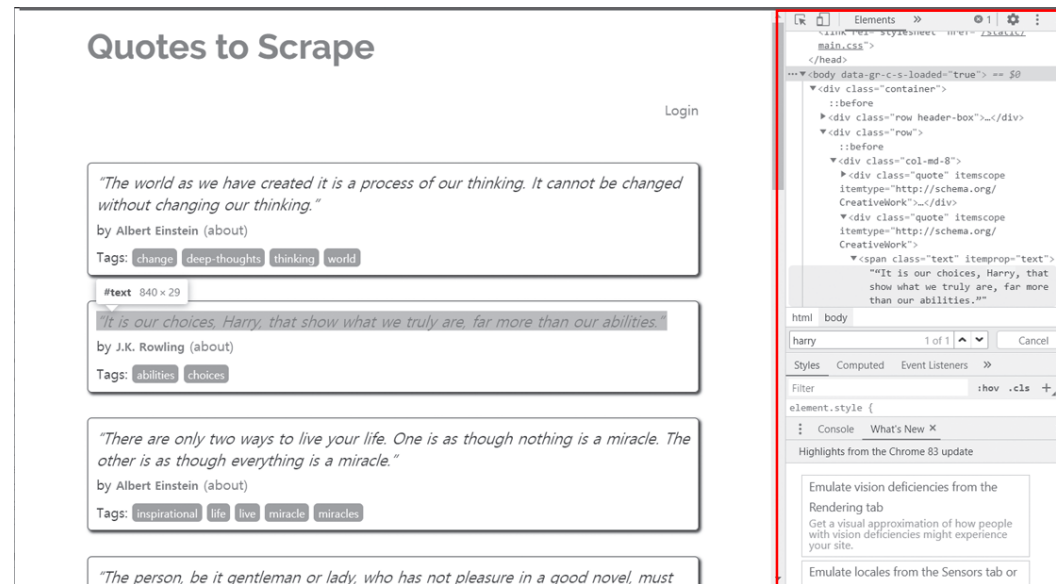 Quotes to Scrape
Login
“The world as we have created it is a process of our thinking. It cannot be changed
without changing our thinking.”
by Albert Einstein (about)
Tags: change deep-thoughts thinking world
#text 840 × 29
“It is our choices, Harry, that show what we truly are, far more than our abilities.”
by J.K. Rowling (about)
Tags: abilities choices
“There are only two ways to live your life. One is as though nothing is a miracle. The
other is as though everything is a miracle.”
by Albert Einstein (about)
Tags: inspirational life live miracle miracles
“The person, be it gentleman or lady, who has not pleasure in a good novel, must
Elements » 1
<link rel="stylesheet" href="/static/
main.css">
</head>
<body data-gr-c-s-loaded="true"> == $0
<div class="container">
::before
<div class="row header-box">…</div>
<div class="row">
::before
<div class="col-md-8">
<div class="quote" itemscope
itemtype="http://schema.org/
CreativeWork">…</div>
<div class="quote" itemscope
itemtype="http://schema.org/
CreativeWork">
<span class="text" itemprop="text">
"“It is our choices, Harry, that
show what we truly are, far more
than our abilities.”"
html body
harry 1 of 1 Cancel
Styles Computed Event Listeners »
Filter :hov .cls +
element.style {
Console What's New ×
Highlights from the Chrome 83 update
Emulate vision deficiencies from the
Rendering tab
Get a visual approximation of how people
with vision deficiencies might experience
your site.
Emulate locales from the Sensors tab or